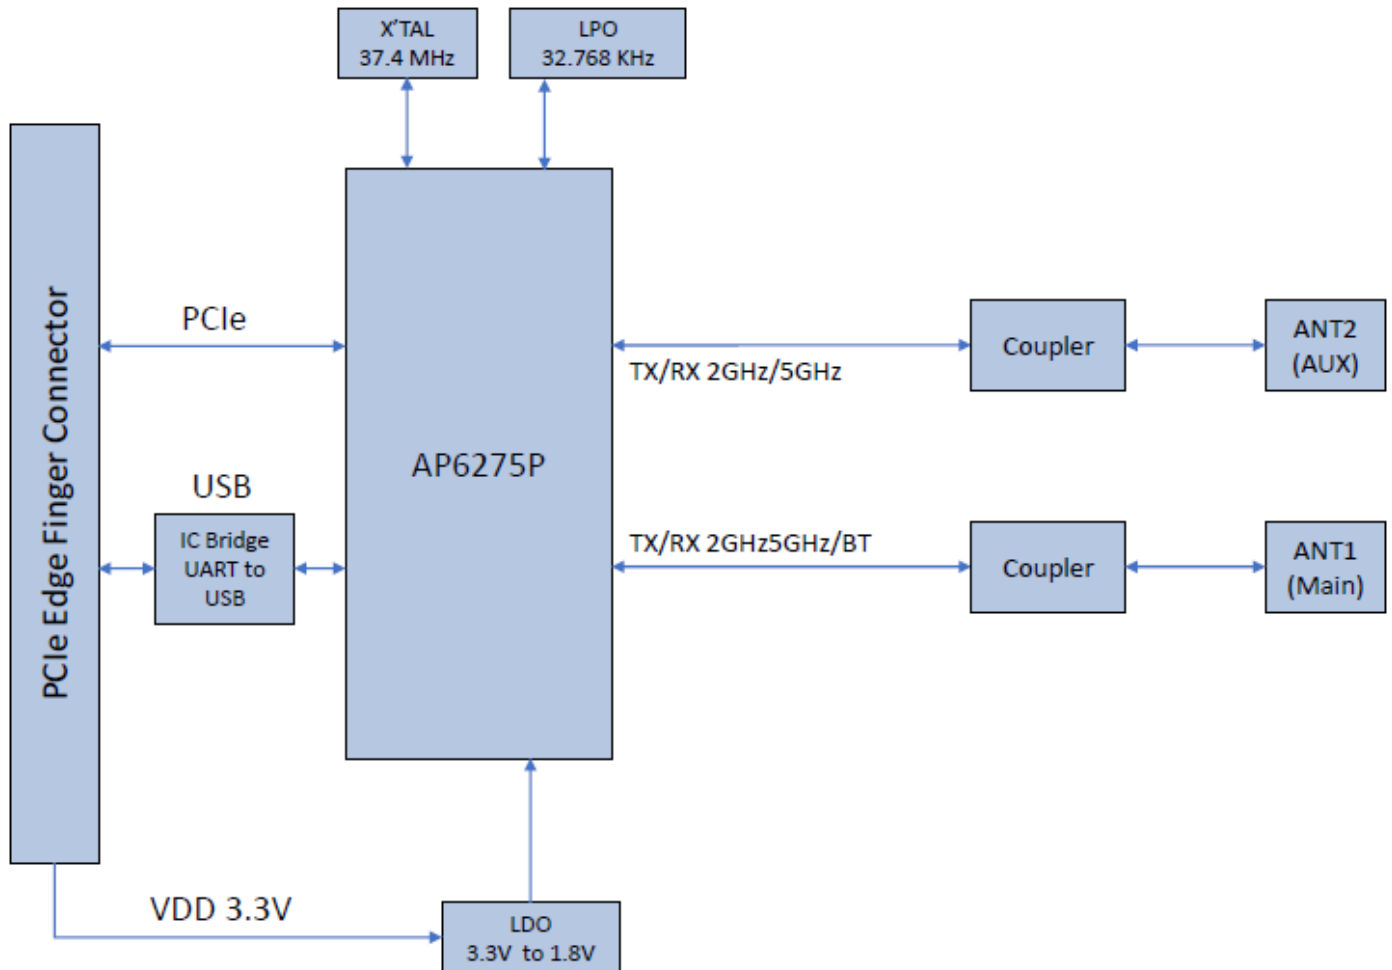 X'TAL
37.4 MHz
LPO
32.768 KHz
PCIe Edge Finger Connector
PCIe
USB
IC Bridge
UART to
USB
AP6275P
TX/RX 2GHz/5GHz
Coupler
ANT2
(AUX)
TX/RX 2GHz5GHz/BT
Coupler
ANT1
(Main)
VDD 3.3V
LDO
3.3V to 1.8V